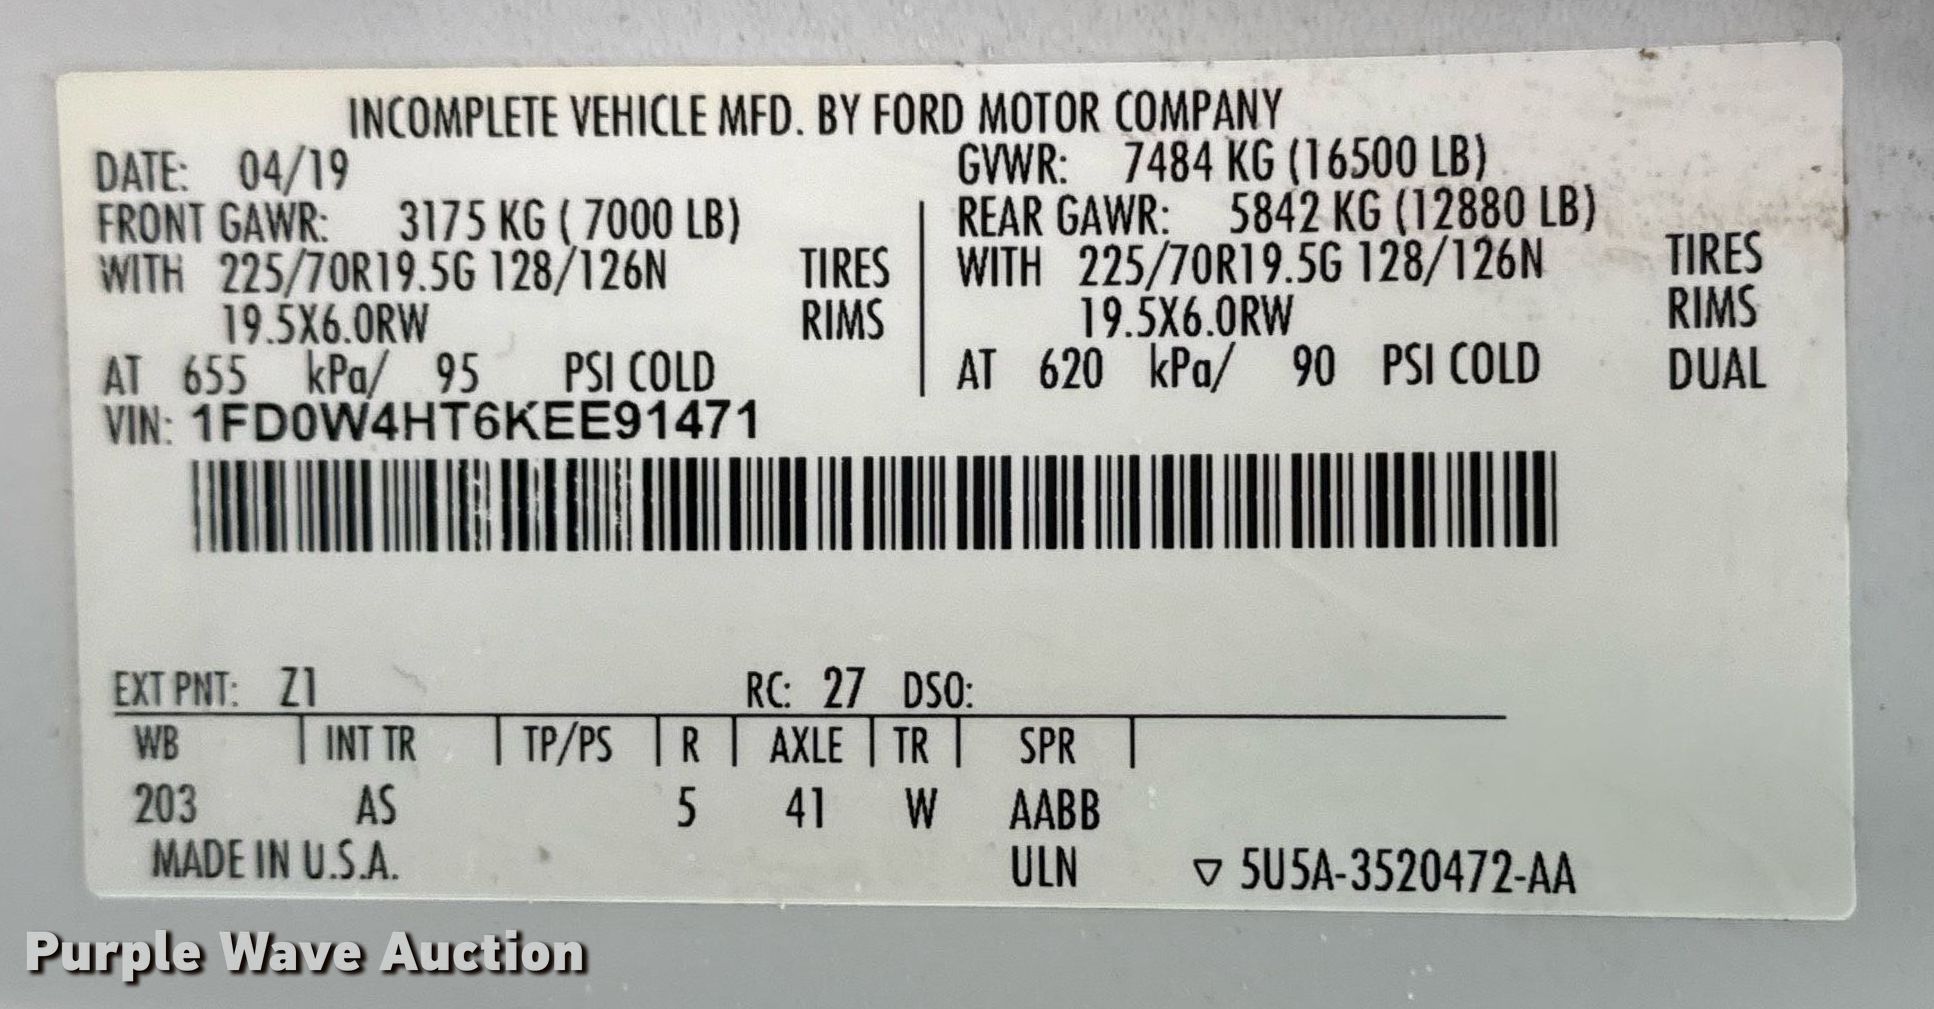 INCOMPLETE VEHICLE MFD. BY FORD MOTOR COMPANY
DATE: 04/19 GVWR: 7484 KG (16500 LB)
FRONT GAWR: 3175 KG ( 7000 LB) REAR GAWR: 5842 KG (12880 LB)
WITH 225/70R19.5G 128/126N TIRES WITH 225/70R19.5G 128/126N TIRES
19.5X6.0RW RIMS 19.5X6.0RW RIMS
AT 655 kPa/ 95 PSI COLD AT 620 kPa/ 90 PSI COLD DUAL
VIN: 1FD0W4HT6KEE91471
EXT PNT: Z1 RC: 27 DSO:
WB INT TR TP/PS R AXLE TR SPR
203 AS 5 41 W AABB
MADE IN U.S.A. ULN ▽ 5U5A-3520472-AA
Purple Wave Auction